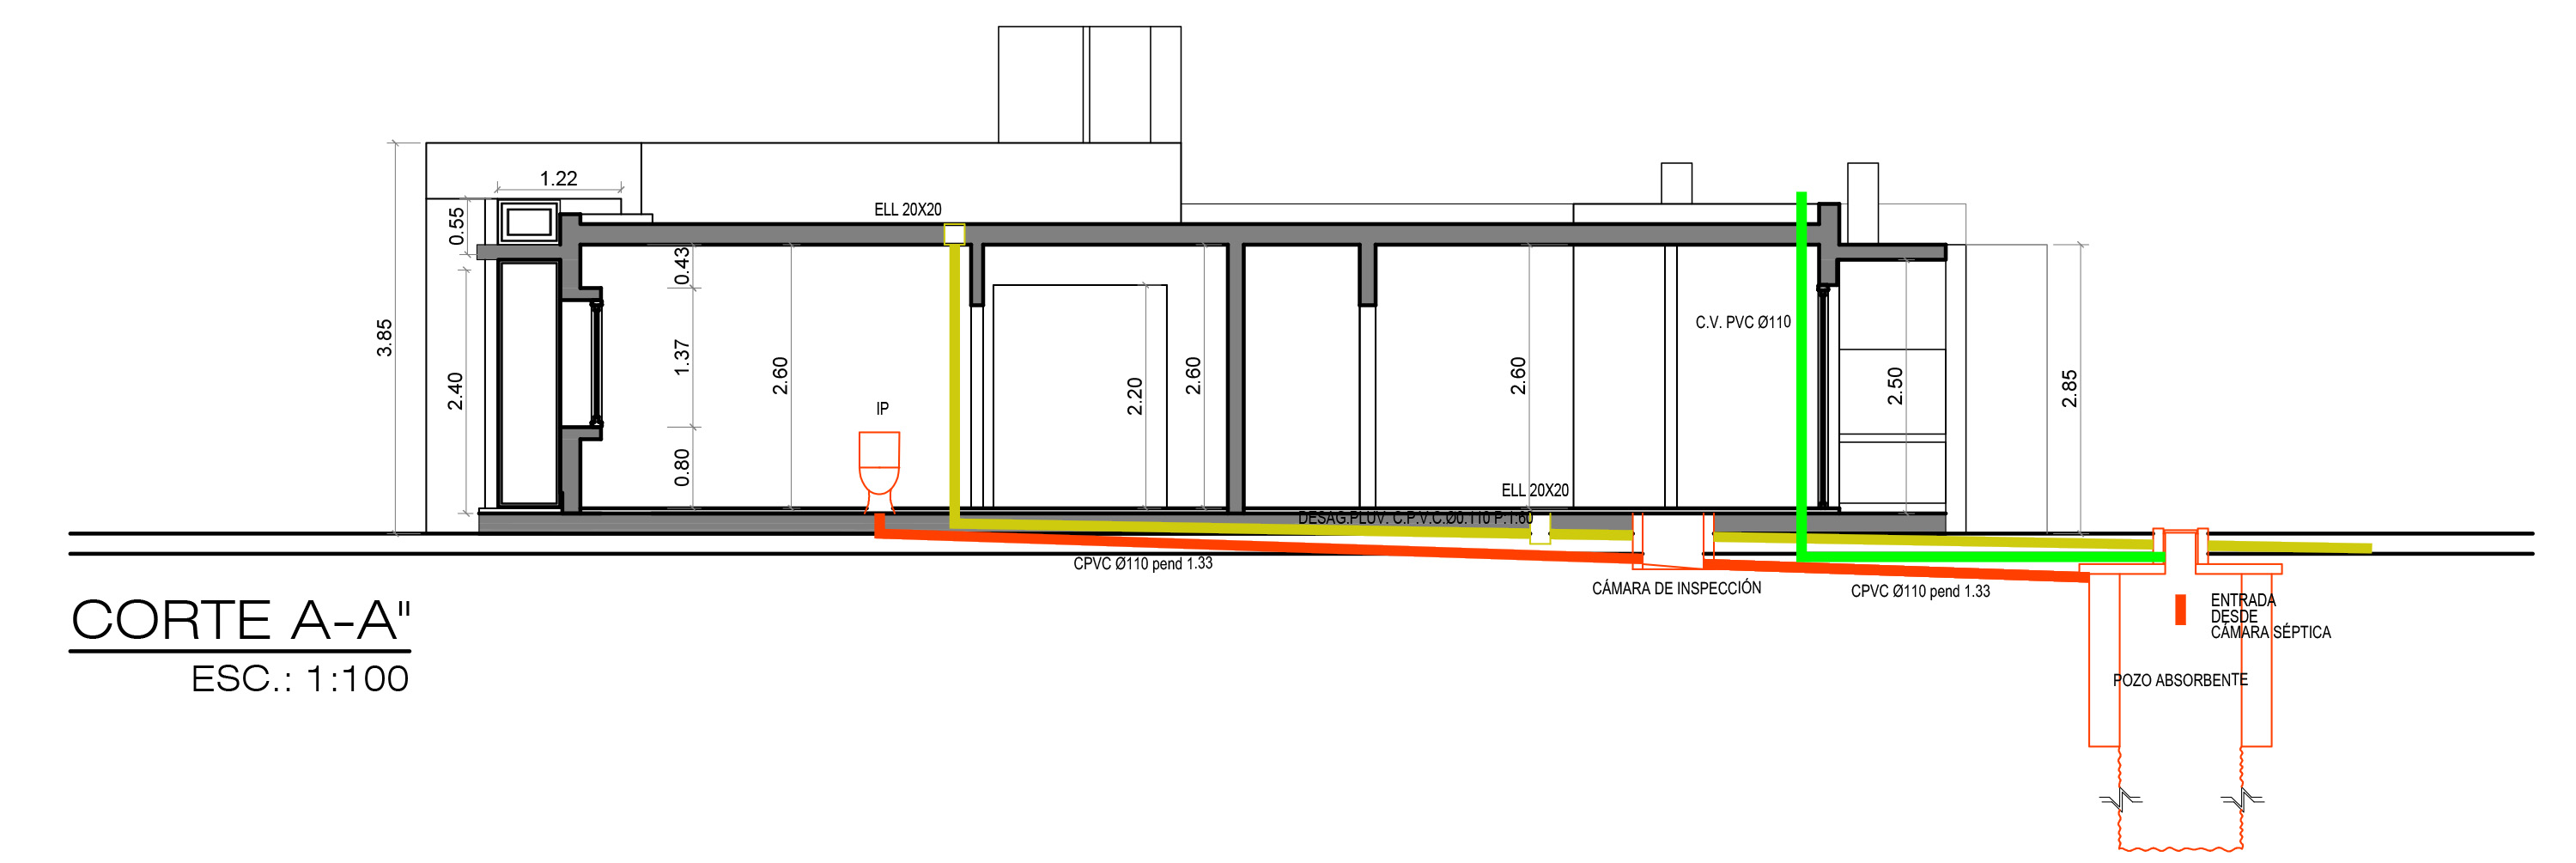 1.22
ELL 20X20
0.55
0.43
C.V. PVC Ø110
3.85
1.37
2.60
2.60
2.60
2.40
2.20
2.50
2.85
IP
0.80
ELL 20X20
DESAG.PLUV. C.P.V.C.Ø0.110 P:1:60
CPVC Ø110 pend 1.33
CÁMARA DE INSPECCIÓN
CPVC Ø110 pend 1.33
ENTRADA
DESDE
CÁMARA SÉPTICA
POZO ABSORBENTE
CORTE A-A"
ESC.: 1:100